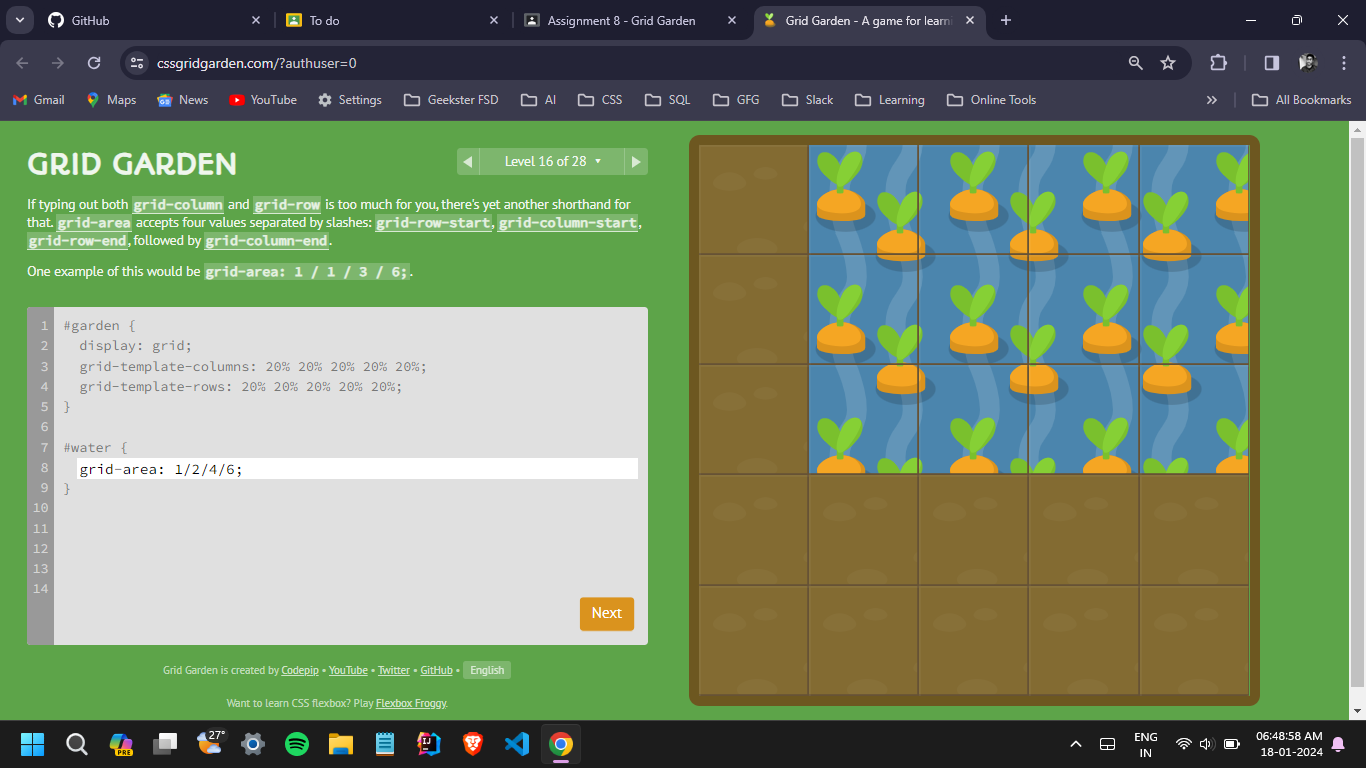 GitHub
To do
Assignment 8 - Grid Garden
Grid Garden - A game for learni
cssgridgarden.com/?authuser=0
Gmail
Maps
News
YouTube
Settings
Geekster FSD
AI
CSS
SQL
GFG
Slack
Learning
Online Tools
»
All Bookmarks
GRID GARDEN
Level 16 of 28
If typing out both grid-column and grid-row is too much for you, there's yet another shorthand for
that. grid-area accepts four values separated by slashes: grid-row-start, grid-column-start,
grid-row-end, followed by grid-column-end.
One example of this would be grid-area: 1 / 1 / 3 / 6;.
1 #garden {
2 display: grid;
3 grid-template-columns: 20% 20% 20% 20% 20%;
4 grid-template-rows: 20% 20% 20% 20% 20%;
5 }
6
7 #water {
8 grid-area: 1/2/4/6;
9 }
10
11
12
13
14
Next
Grid Garden is created by Codepip • YouTube • Twitter • GitHub • English
Want to learn CSS flexbox? Play Flexbox Froggy.
PRE
27°
ENG
IN
06:48:58 AM
18-01-2024